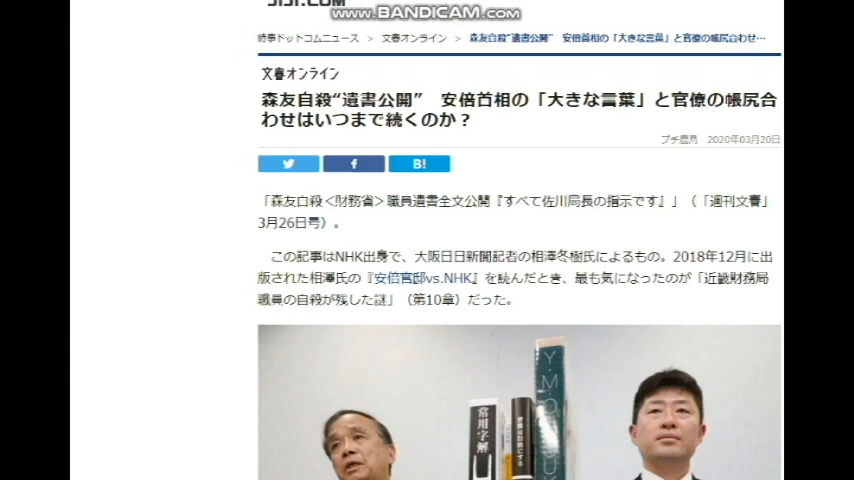 JIJI.COM
www.BANDICAM.com
時事ドットコムニュース > 文春オンライン > 森友自殺“遺書公開” 安倍首相の「大きな言葉」と官僚の帳尻合わせ…
文春オンライン
森友自殺“遺書公開” 安倍首相の「大きな言葉」と官僚の帳尻合
わせはいつまで続くのか？
プチ鹿島 2020年03月20日
B!
「森友自殺＜財務省＞職員遺書全文公開『すべて佐川局長の指示です』」（「週刊文春」
3月26日号）。
この記事はNHK出身で、大阪日日新聞記者の相澤冬樹氏によるもの。2018年12月に出
版された相澤氏の『安倍官邸vs.NHK』を読んだとき、最も気になったのが「近畿財務局
職員の自殺が残した謎」（第10章）だった。
常用字解
Y・M・O